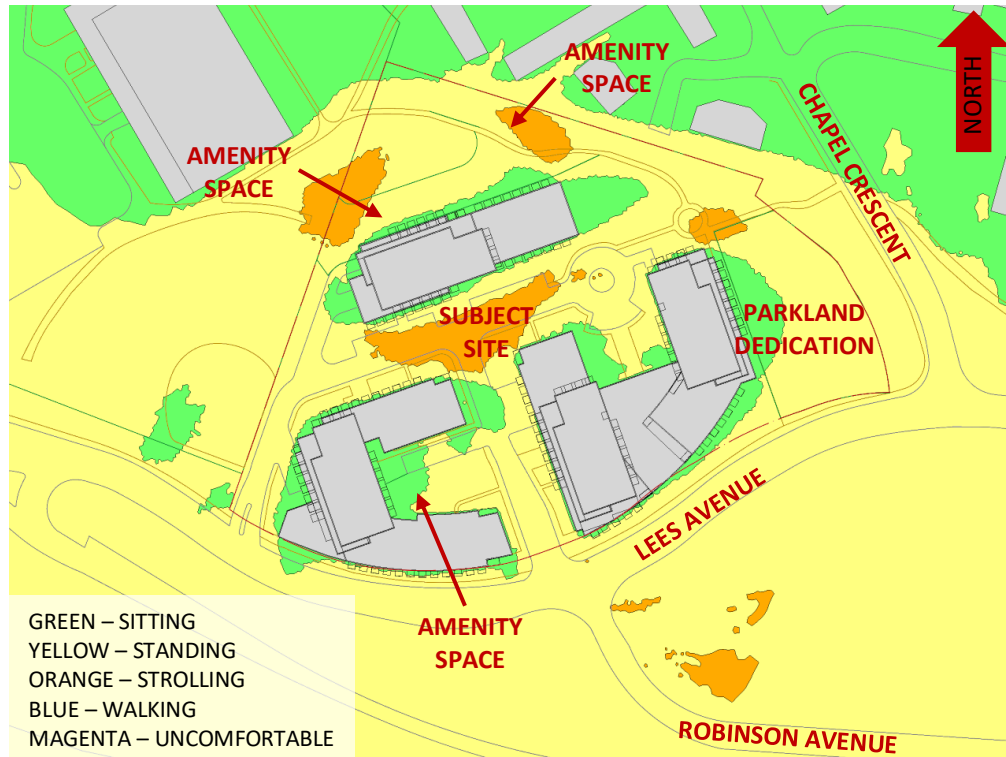 AMENITY
SPACE
NORTH
CHAPEL CRESCENT
AMENITY
SPACE
SUBJECT
SITE
PARKLAND
DEDICATION
LEES AVENUE
AMENITY
SPACE
GREEN – SITTING
YELLOW – STANDING
ORANGE – STROLLING
BLUE – WALKING
MAGENTA – UNCOMFORTABLE
ROBINSON AVENUE